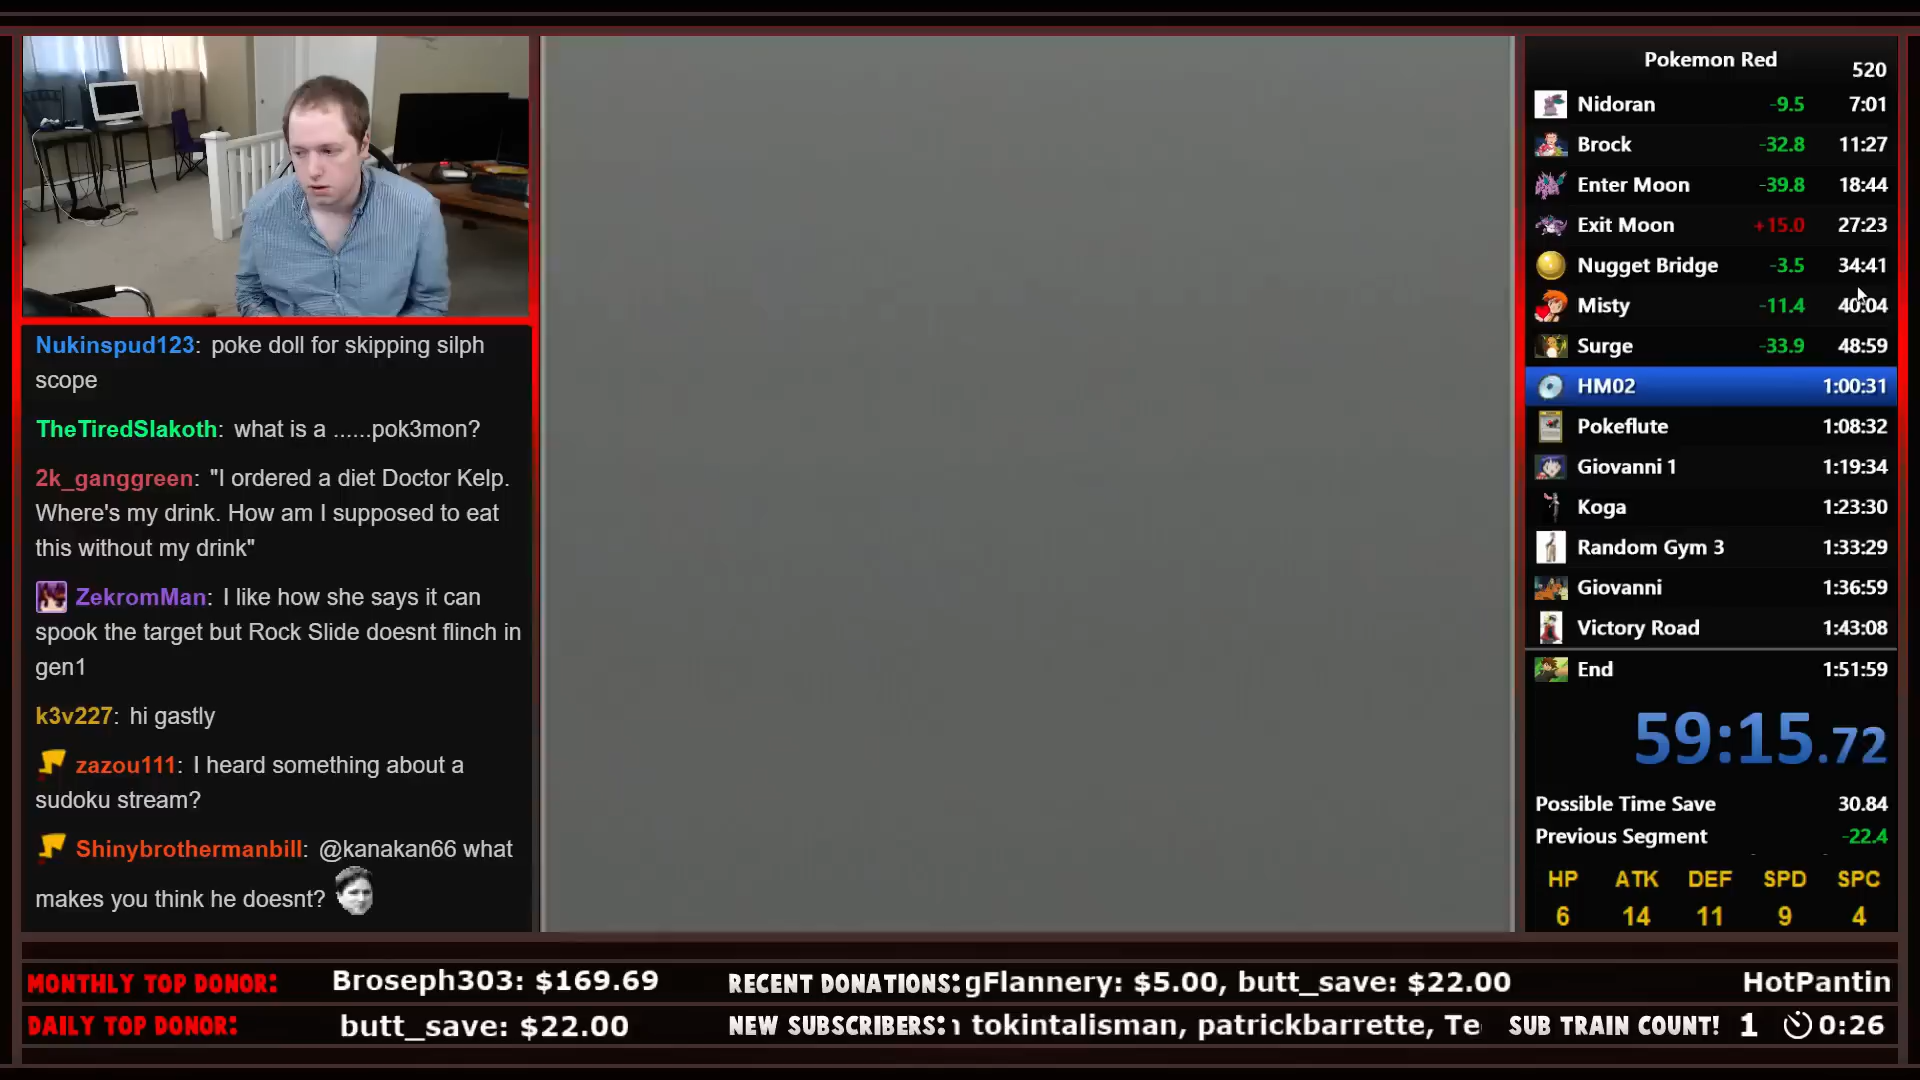 Nukinspud123: poke doll for skipping silph
scope
TheTiredSlakoth: what is a ......pok3mon?
2k_ganggreen: "I ordered a diet Doctor Kelp.
Where's my drink. How am I supposed to eat
this without my drink"
ZekromMan: I like how she says it can
spook the target but Rock Slide doesnt flinch in
gen1
k3v227: hi gastly
zazou111: I heard something about a
sudoku stream?
Shinybrothermanbill: @kanakan66 what
makes you think he doesnt?
Pokemon Red
520
Nidoran -9.5 7:01
Brock -32.8 11:27
Enter Moon -39.8 18:44
Exit Moon +15.0 27:23
Nugget Bridge -3.5 34:41
Misty -11.4 40:04
Surge -33.9 48:59
HM02 1:00:31
Pokeflute 1:08:32
Giovanni 1 1:19:34
Koga 1:23:30
Random Gym 3 1:33:29
Giovanni 1:36:59
Victory Road 1:43:08
End 1:51:59
59:15.72
Possible Time Save 30.84
Previous Segment -22.4
HP ATK DEF SPD SPC
6 14 11 9 4
MONTHLY TOP DONOR: Broseph303: $169.69 RECENT DONATIONS: gFlannery: $5.00, butt_save: $22.00 HotPantin
DAILY TOP DONOR: butt_save: $22.00 NEW SUBSCRIBERS: tokintalisman, patrickbarrette, Te SUB TRAIN COUNT! 1 0:26